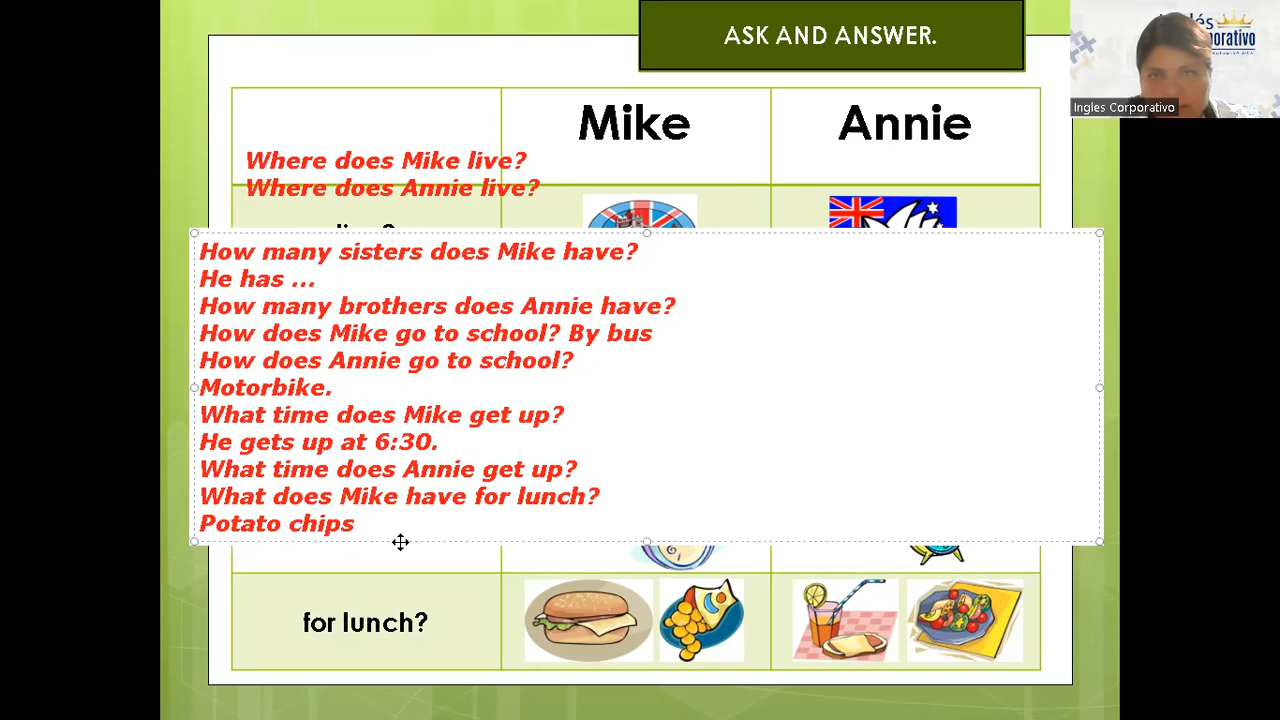 ASK AND ANSWER.
Inglés
Corporativo
Ingles Corporativo
Mike
Annie
Where does Mike live?
Where does Annie live?
live?
How many sisters does Mike have?
He has ...
How many brothers does Annie have?
How does Mike go to school? By bus
How does Annie go to school?
Motorbike.
What time does Mike get up?
He gets up at 6:30.
What time does Annie get up?
What does Mike have for lunch?
Potato chips
for lunch?